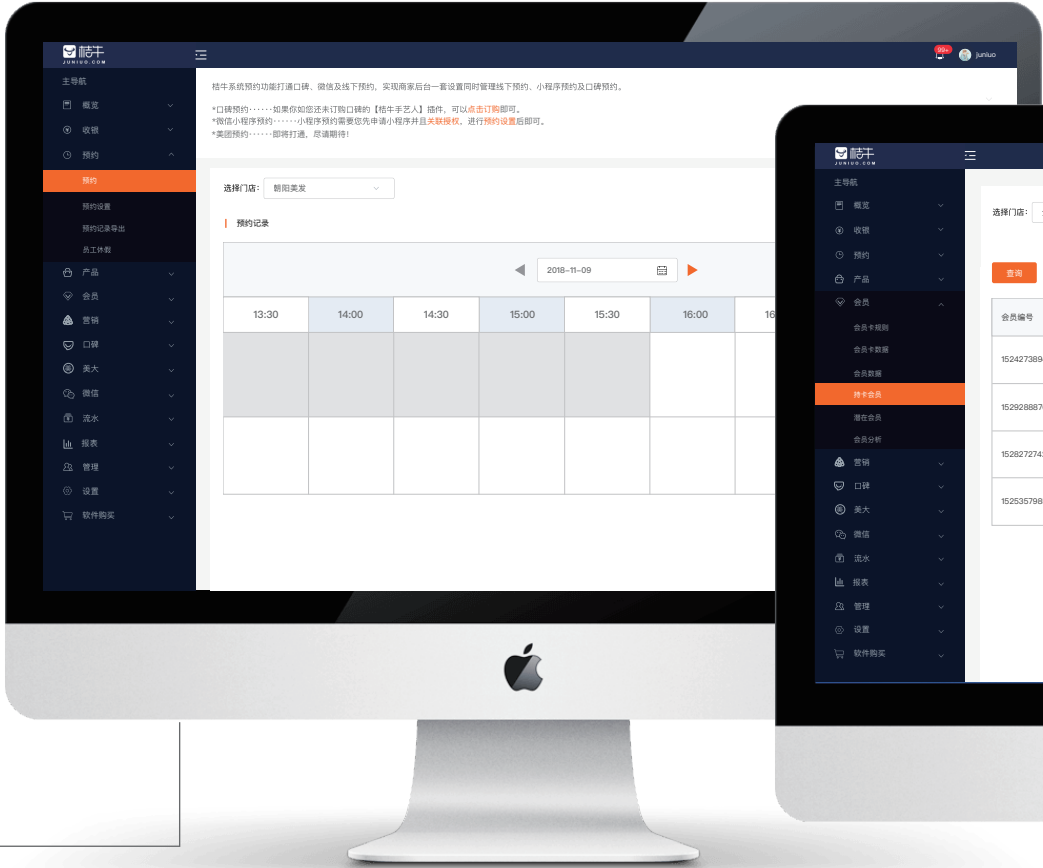 桔牛
JUNIUO.COM
99+
juniuo
主导航
概览
收银
预约
预约
预约设置
预约记录导出
员工休假
产品
会员
营销
口碑
美大
微信
流水
报表
管理
设置
软件购买
桔牛系统预约功能打通口碑、微信及线下预约，实现商家后台一套设置同时管理线下预约、小程序预约及口碑预约。
*口碑预约······如果你如您还未订购口碑的【桔牛手艺人】插件，可以点击订购即可。
*微信小程序预约······小程序预约需要您先申请小程序并且关联授权，进行预约设置后即可。
*美团预约······即将打通，尽请期待！
选择门店： 朝阳美发
预约记录
2018-11-09
13:30 14:00 14:30 15:00 15:30 16:00 16
桔牛
JUNIUO.COM
主导航
概览
收银
预约
产品
会员
会员卡规则
会员卡数据
会员数据
持卡会员
潜在会员
会员分析
营销
口碑
美大
微信
流水
报表
管理
设置
软件购买
选择门店：
查询
会员编号
152427389
152928887
152827274
152535798